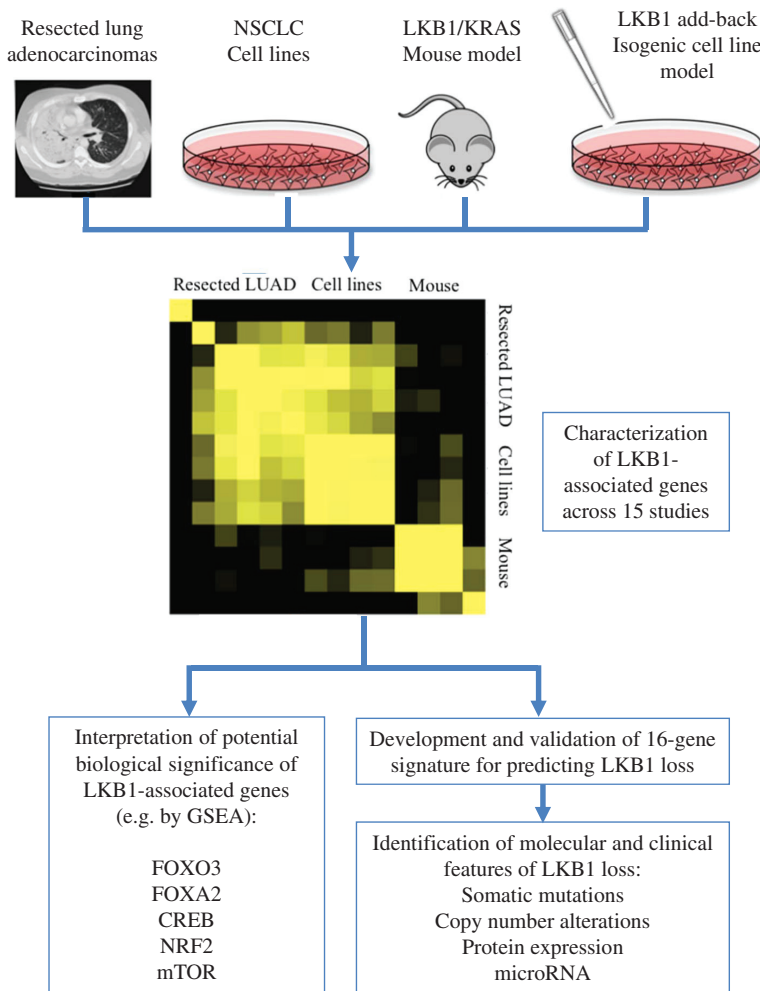 Resected lung
adenocarcinomas
NSCLC
Cell lines
LKB1/KRAS
Mouse model
LKB1 add-back
Isogenic cell line
model
Resected LUAD
Cell lines
Mouse
Resected LUAD
Cell lines
Mouse
Characterization
of LKB1-
associated genes
across 15 studies
Interpretation of potential
biological significance of
LKB1-associated genes
(e.g. by GSEA):
FOXO3
FOXA2
CREB
NRF2
mTOR
Development and validation of 16-gene
signature for predicting LKB1 loss
Identification of molecular and clinical
features of LKB1 loss:
Somatic mutations
Copy number alterations
Protein expression
microRNA